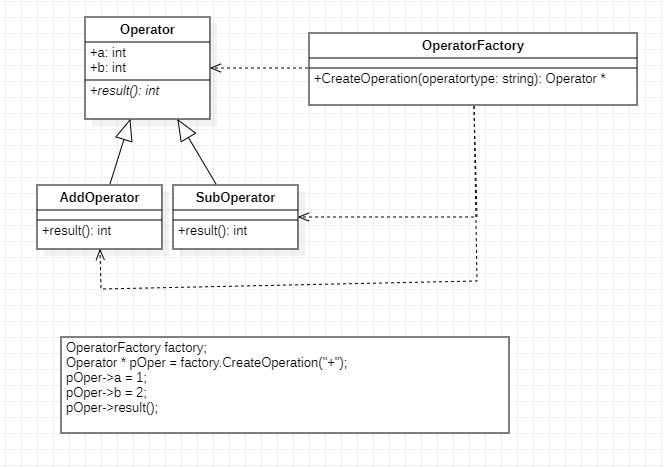 Operator
+a: int
+b: int
+result(): int
OperatorFactory
+CreateOperation(operatortype: string): Operator *
AddOperator
+result(): int
SubOperator
+result(): int
OperatorFactory factory;
Operator * pOper = factory.CreateOperation("+");
pOper->a = 1;
pOper->b = 2;
pOper->result();